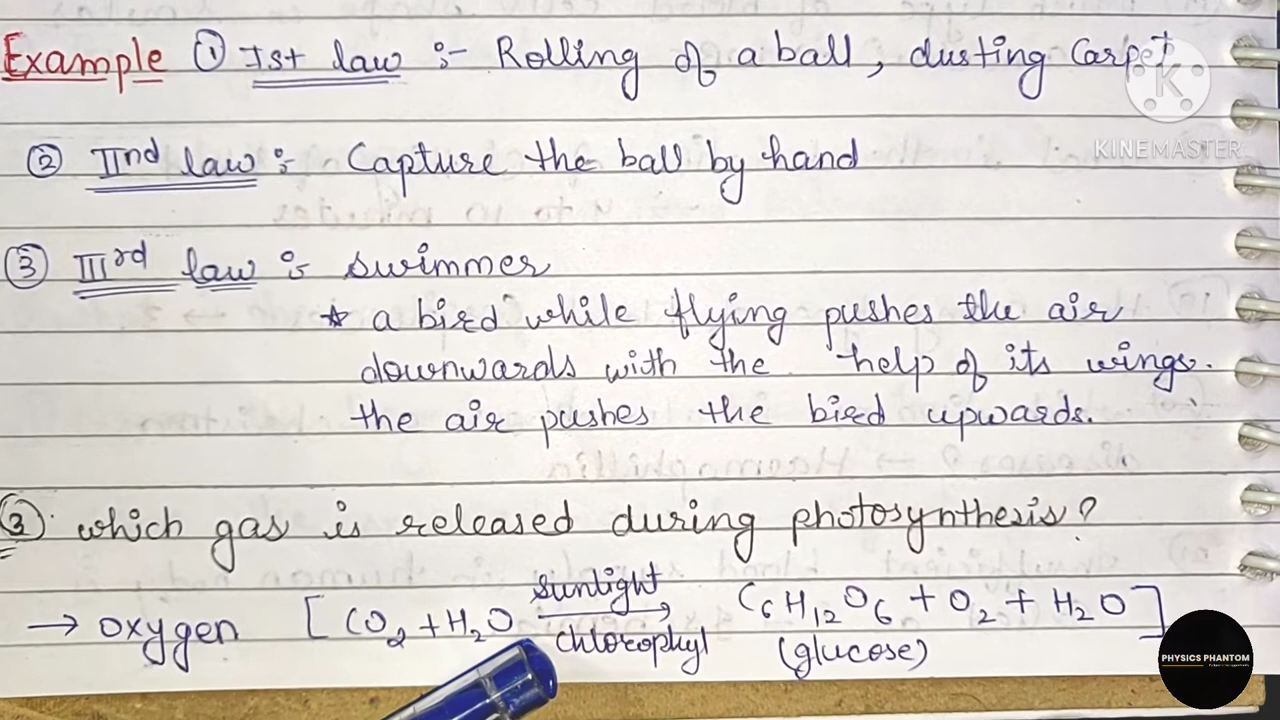 Example ① Ist law :- Rolling of a ball, dusting Carpet
KINEMASTER
② IInd law :- Capture the ball by hand
③ IIIrd law :- swimmer
☆ a bird while flying pushes the air
downwards with the help of its wings.
the air pushes the bird upwards.
③ which gas is released during photosynthesis?
→ oxygen [CO₂ + H₂O sunlight → chlorophyl C₆H₁₂O₆ + O₂ + H₂O]
(glucose)
PHYSICS PHANTOM